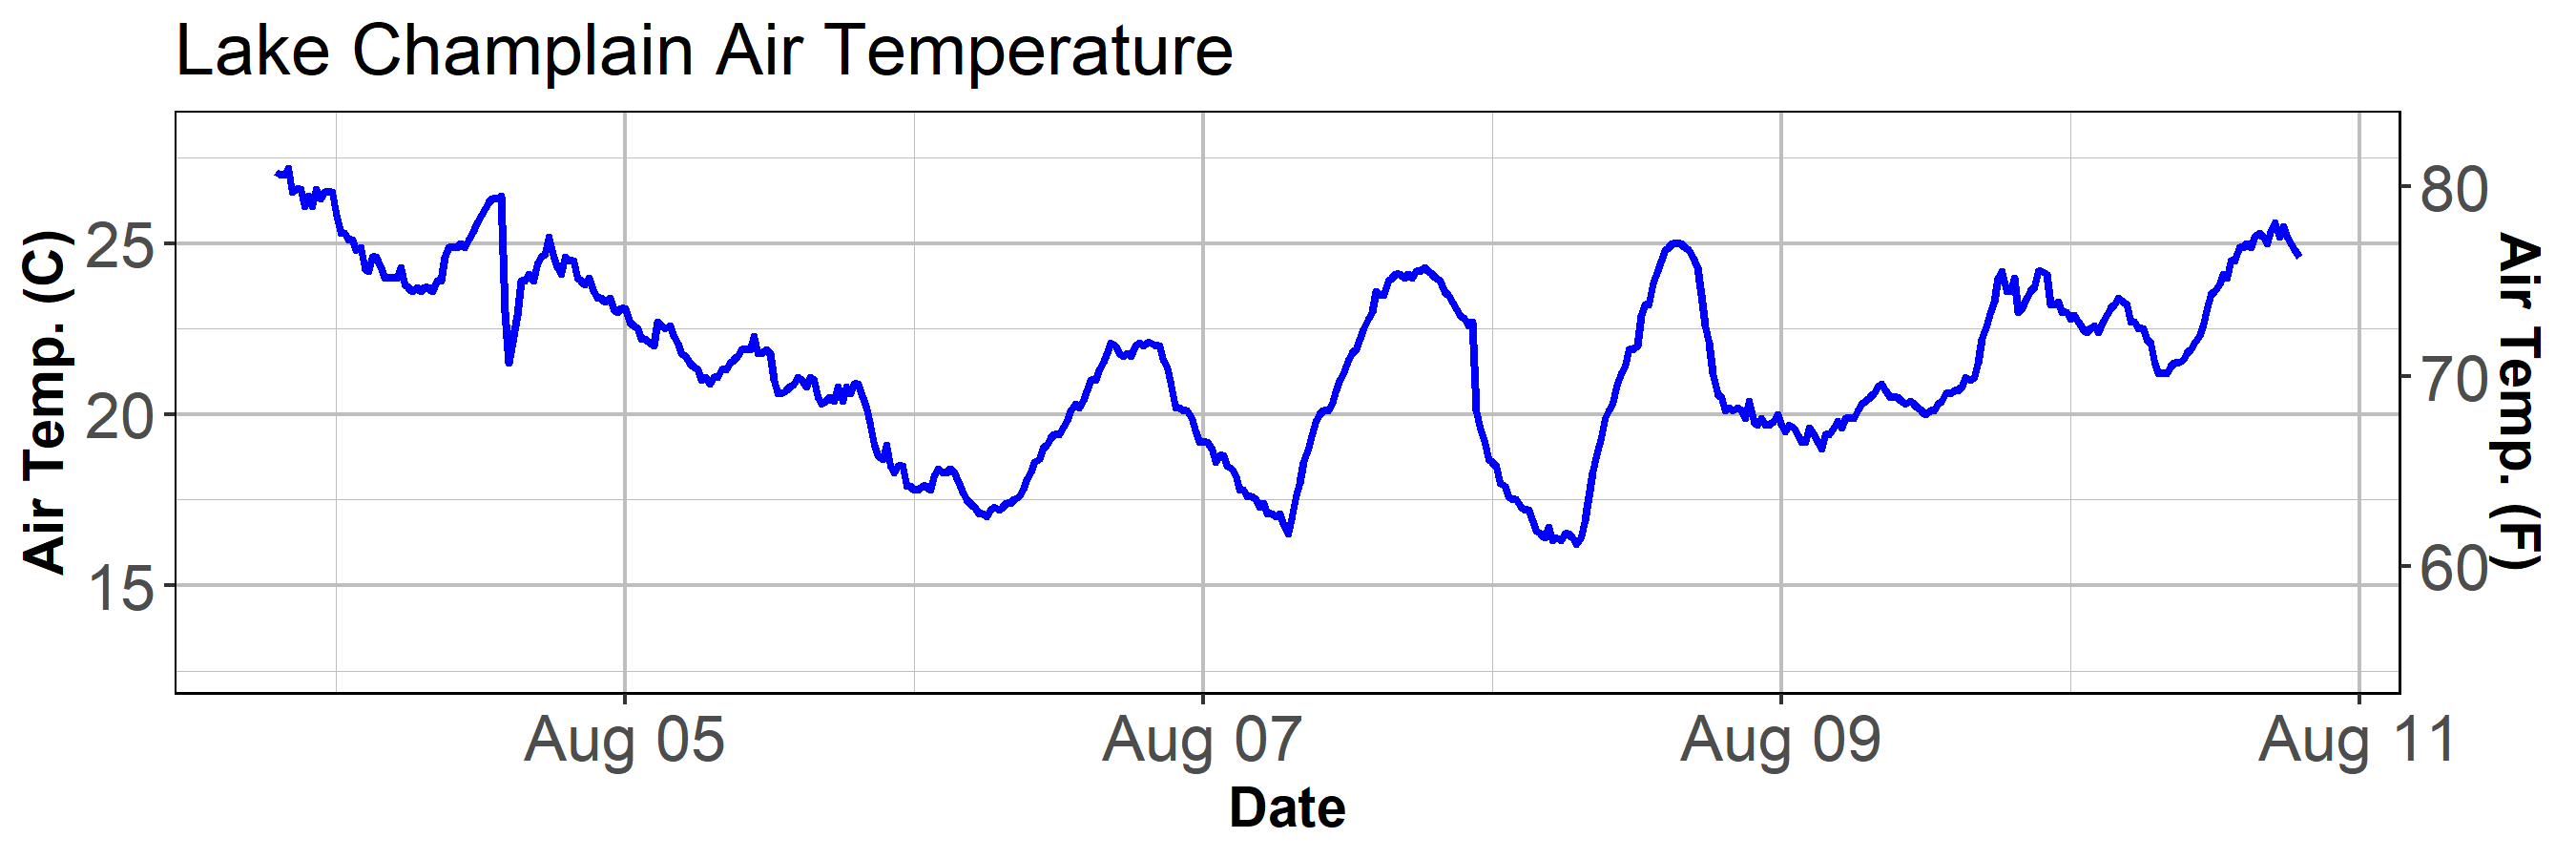 Lake Champlain Air Temperature
Air Temp. (C)
25
20
15
80
70
60
Air Temp. (F)
Aug 05
Aug 07
Aug 09
Aug 11
Date